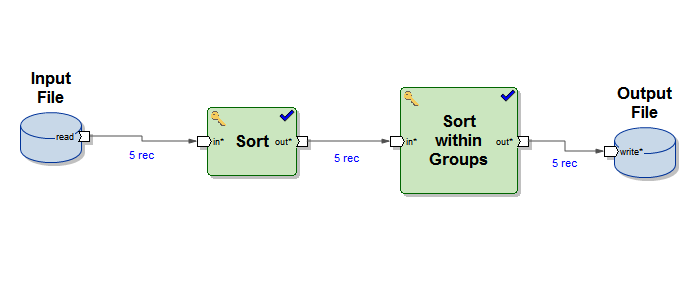 Input
File
read
5 rec
in*
Sort
out*
5 rec
in*
Sort
within
Groups
out*
5 rec
Output
File
write*